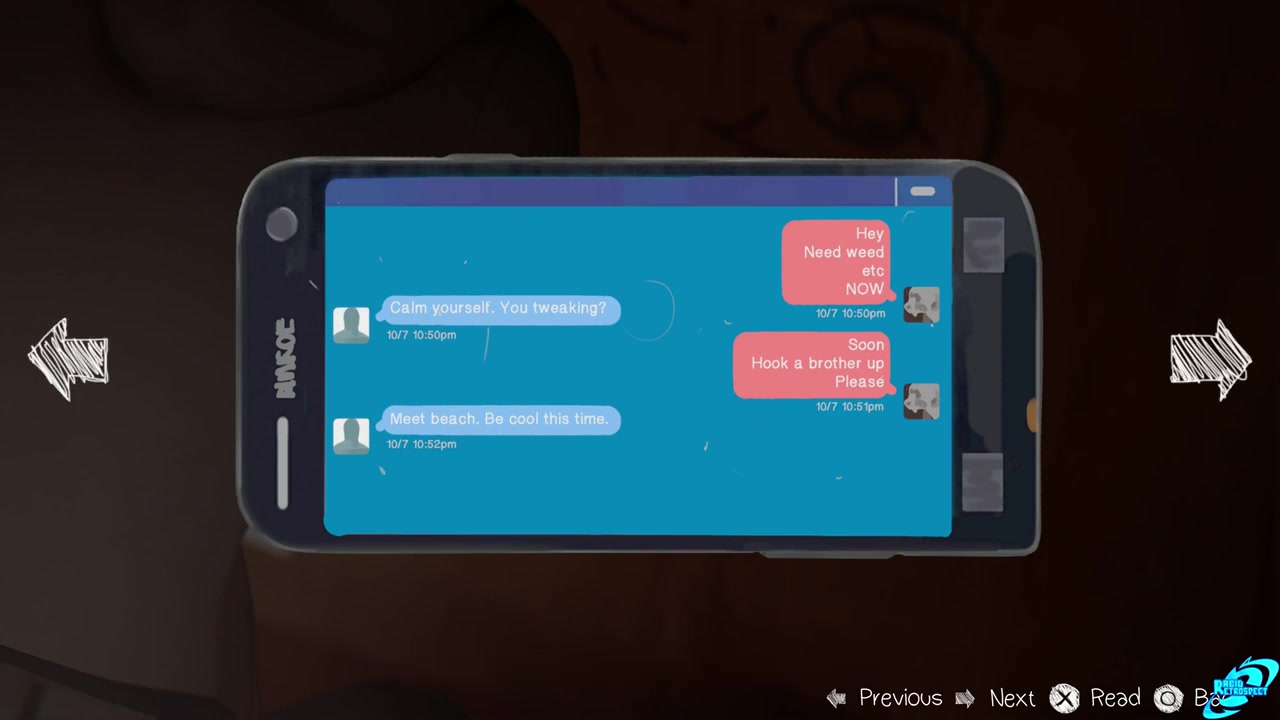 Hey
Need weed
etc
NOW
10/7 10:50pm
Calm yourself. You tweaking?
10/7 10:50pm
Soon
Hook a brother up
Please
10/7 10:51pm
Meet beach. Be cool this time.
10/7 10:52pm
Previous Next Read
RETROSPECT